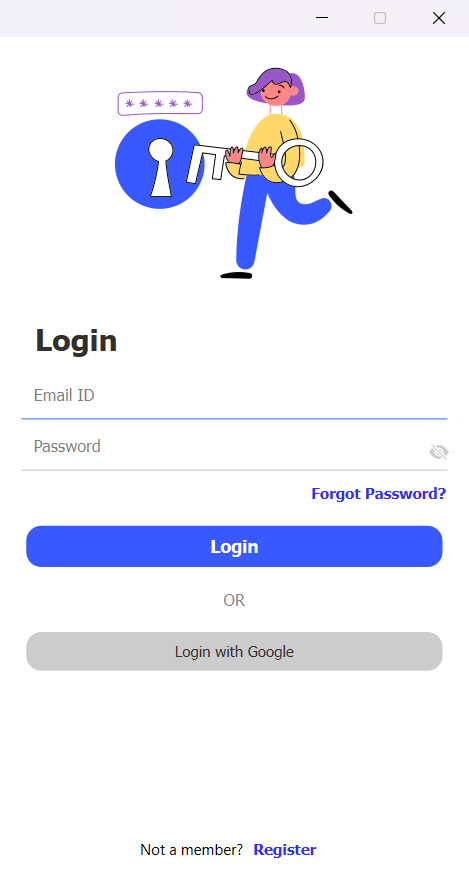 *****
Login
Email ID
Password
Forgot Password?
Login
OR
Login with Google
Not a member? Register